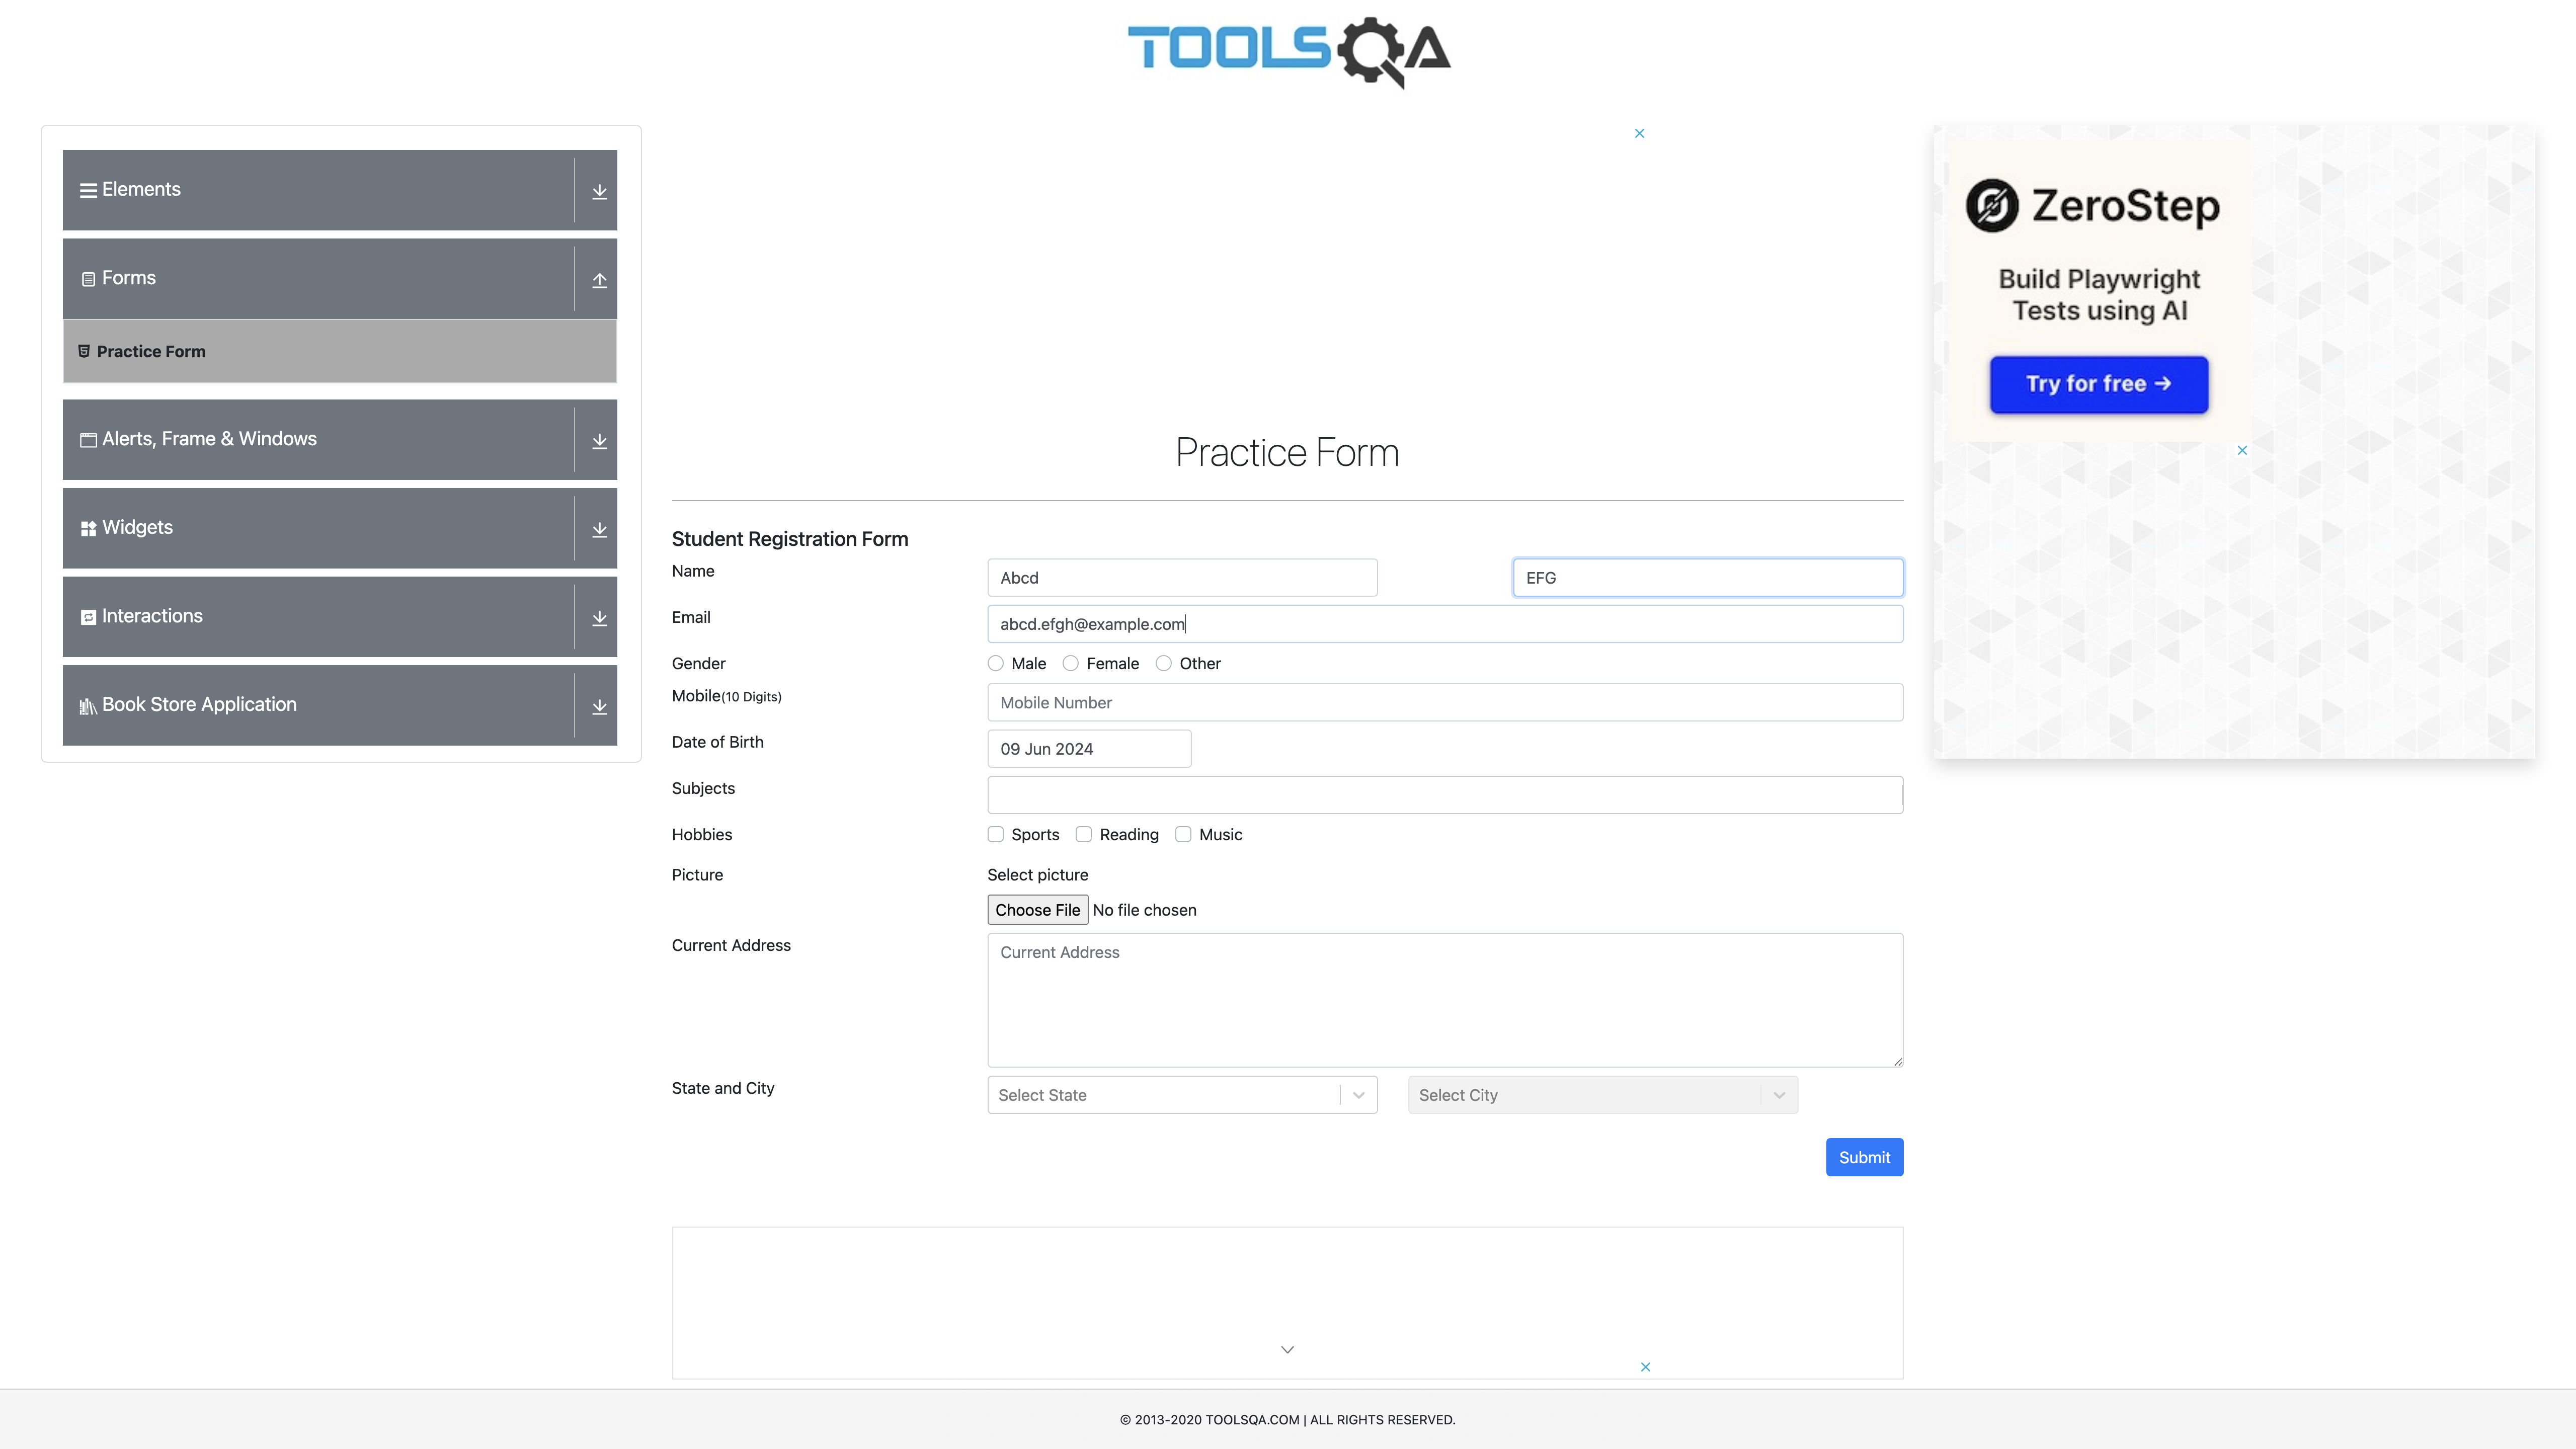 TOOLSQA
Elements
Forms
Practice Form
Alerts, Frame & Windows
Widgets
Interactions
Book Store Application
Practice Form
Student Registration Form
Name Abcd EFG
Email abcd.efgh@example.com
Gender Male Female Other
Mobile(10 Digits) Mobile Number
Date of Birth 09 Jun 2024
Subjects
Hobbies Sports Reading Music
Picture Select picture
Choose File No file chosen
Current Address Current Address
State and City Select State Select City
Submit
ZeroStep
Build Playwright
Tests using AI
Try for free →
© 2013-2020 TOOLSQA.COM | ALL RIGHTS RESERVED.